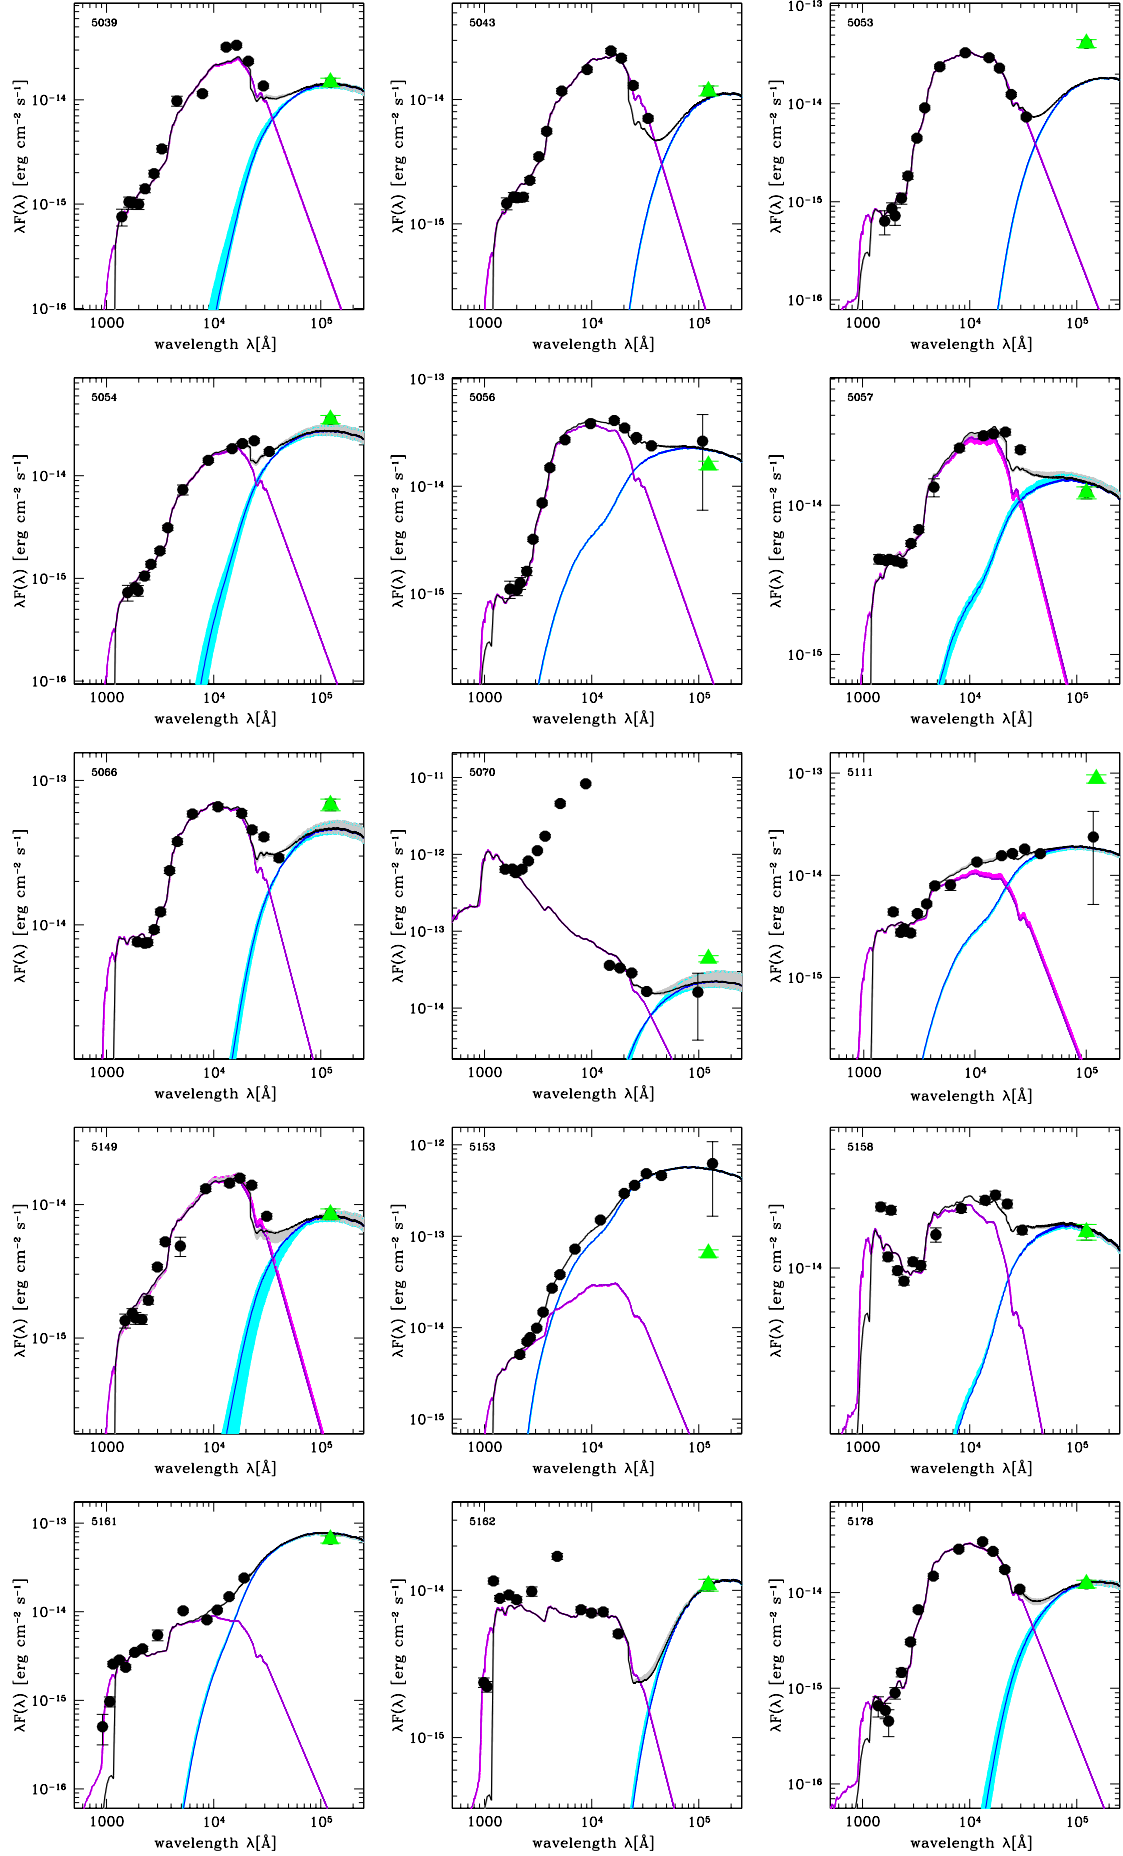 5039
10⁻¹⁴
10⁻¹⁵
10⁻¹⁶
λF(λ) [erg cm⁻² s⁻¹]
1000 10⁴ 10⁵
wavelength λ[Å]
5043
10⁻¹⁴
10⁻¹⁵
λF(λ) [erg cm⁻² s⁻¹]
1000 10⁴ 10⁵
wavelength λ[Å]
5053
10⁻¹³
10⁻¹⁴
10⁻¹⁵
10⁻¹⁶
λF(λ) [erg cm⁻² s⁻¹]
1000 10⁴ 10⁵
wavelength λ[Å]
5054
10⁻¹⁴
10⁻¹⁵
10⁻¹⁶
λF(λ) [erg cm⁻² s⁻¹]
1000 10⁴ 10⁵
wavelength λ[Å]
5056
10⁻¹³
10⁻¹⁴
10⁻¹⁵
λF(λ) [erg cm⁻² s⁻¹]
1000 10⁴ 10⁵
wavelength λ[Å]
5057
10⁻¹⁴
10⁻¹⁵
10⁻¹⁶
λF(λ) [erg cm⁻² s⁻¹]
1000 10⁴ 10⁵
wavelength λ[Å]
5066
10⁻¹³
10⁻¹⁴
λF(λ) [erg cm⁻² s⁻¹]
1000 10⁴ 10⁵
wavelength λ[Å]
5070
10⁻¹¹
10⁻¹²
10⁻¹³
10⁻¹⁴
λF(λ) [erg cm⁻² s⁻¹]
1000 10⁴ 10⁵
wavelength λ[Å]
5111
10⁻¹³
10⁻¹⁴
10⁻¹⁵
λF(λ) [erg cm⁻² s⁻¹]
1000 10⁴ 10⁵
wavelength λ[Å]
5149
10⁻¹⁴
10⁻¹⁵
λF(λ) [erg cm⁻² s⁻¹]
1000 10⁴ 10⁵
wavelength λ[Å]
5153
10⁻¹²
10⁻¹³
10⁻¹⁴
10⁻¹⁵
λF(λ) [erg cm⁻² s⁻¹]
1000 10⁴ 10⁵
wavelength λ[Å]
5158
10⁻¹⁴
λF(λ) [erg cm⁻² s⁻¹]
1000 10⁴ 10⁵
wavelength λ[Å]
5161
10⁻¹³
10⁻¹⁴
10⁻¹⁵
10⁻¹⁶
λF(λ) [erg cm⁻² s⁻¹]
1000 10⁴ 10⁵
wavelength λ[Å]
5162
10⁻¹⁴
10⁻¹⁵
λF(λ) [erg cm⁻² s⁻¹]
1000 10⁴ 10⁵
wavelength λ[Å]
5178
10⁻¹⁴
10⁻¹⁵
10⁻¹⁶
λF(λ) [erg cm⁻² s⁻¹]
1000 10⁴ 10⁵
wavelength λ[Å]